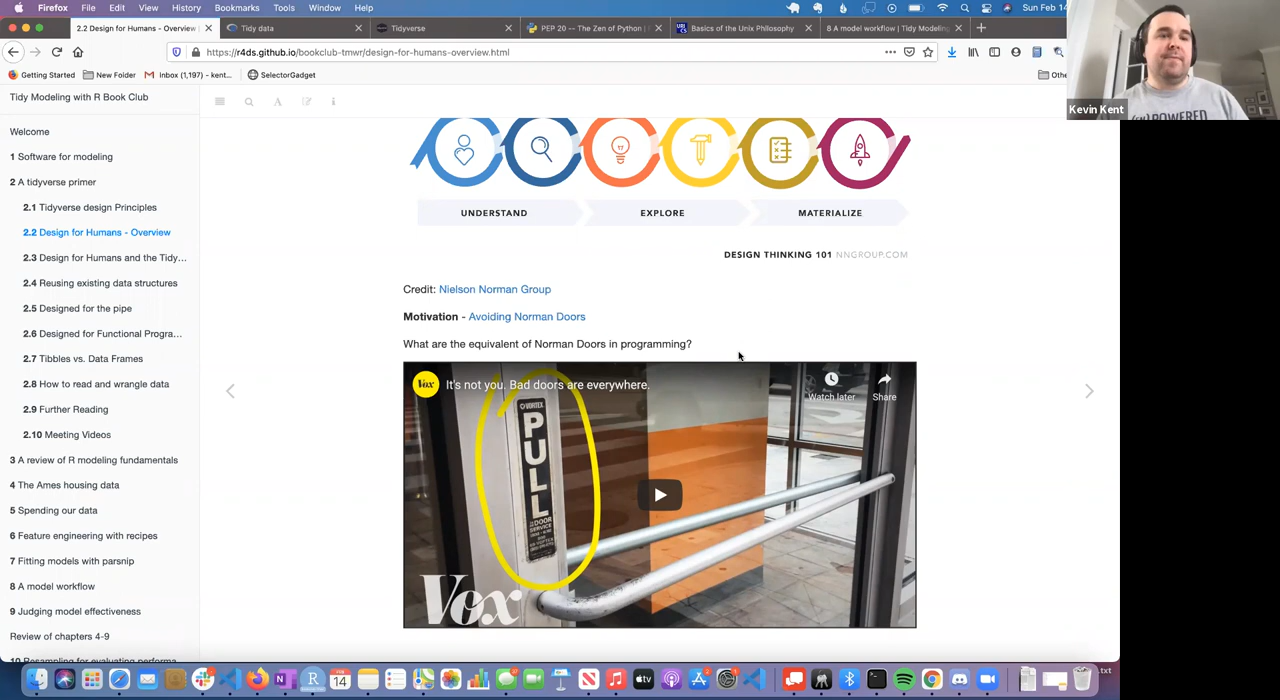 Firefox File Edit View History Bookmarks Tools Window Help
Sun Feb 14
2.2 Design for Humans - Overview
Tidy data
Tidyverse
PEP 20 -- The Zen of Python
Basics of the Unix Philosophy
8 A model workflow | Tidy Modeling
https://r4ds.github.io/bookclub-tmwr/design-for-humans-overview.html
Getting Started
New Folder
Inbox (1,197) - kent...
SelectorGadget
Kevin Kent
POWERED
Tidy Modeling with R Book Club
Welcome
1 Software for modeling
2 A tidyverse primer
2.1 Tidyverse design Principles
2.2 Design for Humans - Overview
2.3 Design for Humans and the Tidy...
2.4 Reusing existing data structures
2.5 Designed for the pipe
2.6 Designed for Functional Progra...
2.7 Tibbles vs. Data Frames
2.8 How to read and wrangle data
2.9 Further Reading
2.10 Meeting Videos
3 A review of R modeling fundamentals
4 The Ames housing data
5 Spending our data
6 Feature engineering with recipes
7 Fitting models with parsnip
8 A model workflow
9 Judging model effectiveness
Review of chapters 4-9
10 Resampling for evaluating performa...
UNDERSTAND
EXPLORE
MATERIALIZE
DESIGN THINKING 101 NNGROUP.COM
Credit: Nielson Norman Group
Motivation - Avoiding Norman Doors
What are the equivalent of Norman Doors in programming?
Vox
It's not you. Bad doors are everywhere.
Watch later
Share
PULL
Vox
FEB
14
.txt